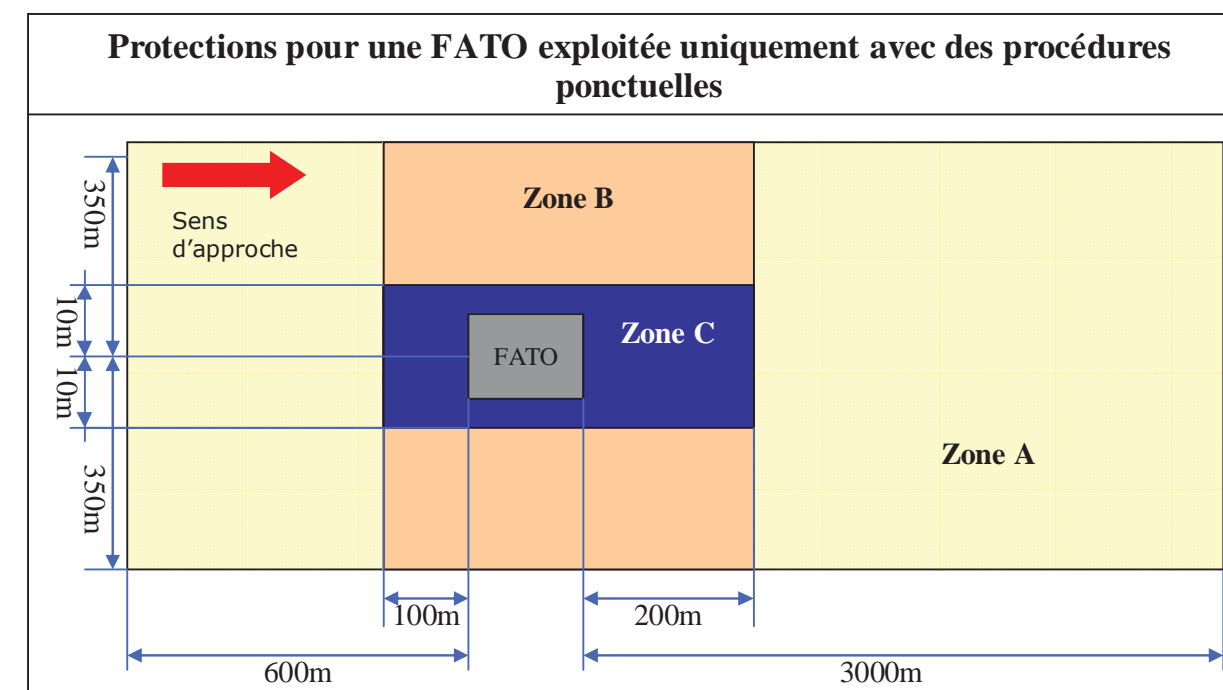 Protections pour une FATO exploitée uniquement avec des procédures
ponctuelles
Sens
d'approche
Zone B
350m
10m
Zone C
FATO
10m
350m
Zone A
100m
200m
600m
3000m